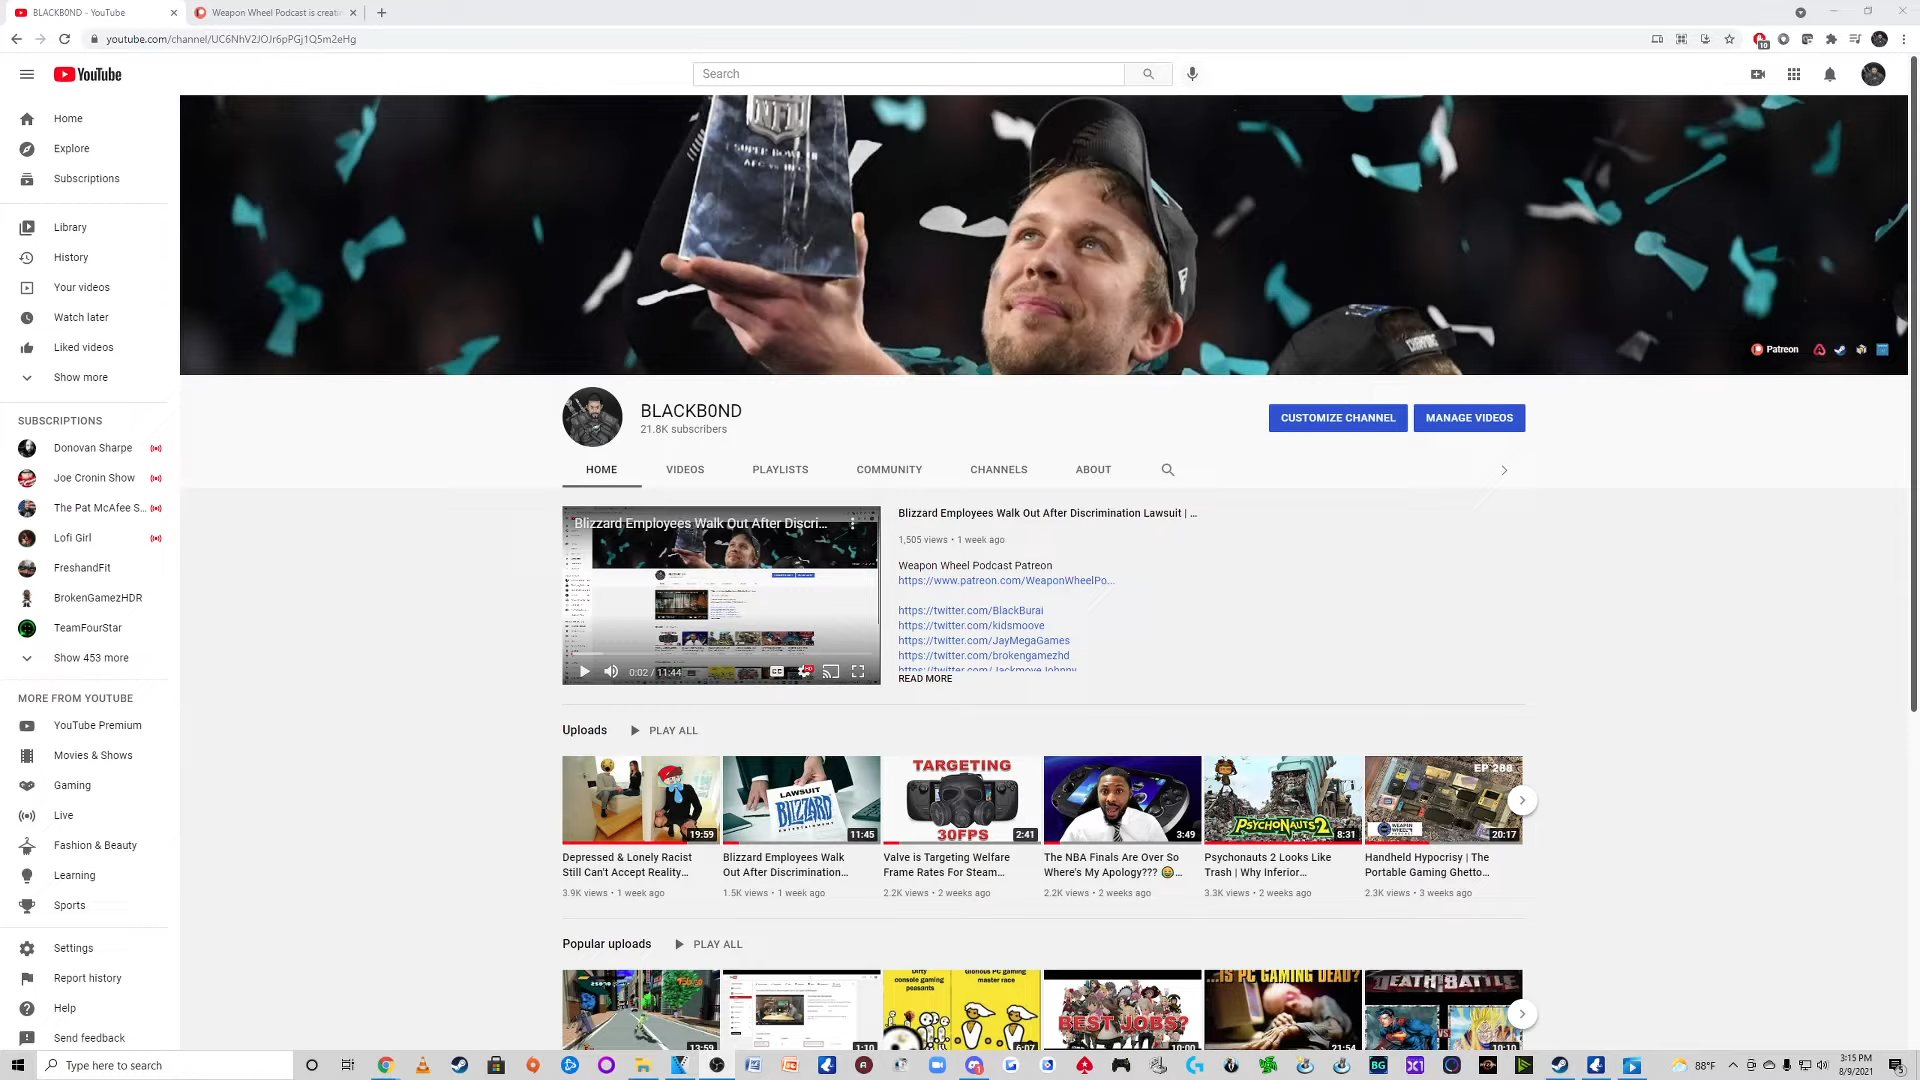 BLACKB0ND - YouTube
Weapon Wheel Podcast is creatin
youtube.com/channel/UC6NhV2JOJr6pPGj1Q5m2eHg
10
YouTube
Search
Home
Explore
Subscriptions
Library
History
Your videos
Watch later
Liked videos
Show more
SUBSCRIPTIONS
Donovan Sharpe
Joe Cronin Show
The Pat McAfee S...
Lofi Girl
FreshandFit
BrokenGamezHDR
TeamFourStar
Show 453 more
MORE FROM YOUTUBE
YouTube Premium
Movies & Shows
Gaming
Live
Fashion & Beauty
Learning
Sports
Settings
Report history
Help
Send feedback
NFL
SUPER BOWL LII
Patreon
BLACKB0ND
21.8K subscribers
CUSTOMIZE CHANNEL
MANAGE VIDEOS
HOME
VIDEOS
PLAYLISTS
COMMUNITY
CHANNELS
ABOUT
Blizzard Employees Walk Out After Discri...
0:02 / 11:44
Blizzard Employees Walk Out After Discrimination Lawsuit | ...
1,505 views • 1 week ago
Weapon Wheel Podcast Patreon
https://www.patreon.com/WeaponWheelPo...
https://twitter.com/BlackBurai
https://twitter.com/kidsmoove
https://twitter.com/JayMegaGames
https://twitter.com/brokengamezhd
https://twitter.com/JackmoveJohnny
READ MORE
Uploads
PLAY ALL
19:59
Depressed & Lonely Racist
Still Can't Accept Reality...
3.9K views • 1 week ago
LAWSUIT
BLIZZARD
ENTERTAINMENT
11:45
Blizzard Employees Walk
Out After Discrimination...
1.5K views • 1 week ago
TARGETING
30FPS
2:41
Valve is Targeting Welfare
Frame Rates For Steam...
2.2K views • 2 weeks ago
3:49
The NBA Finals Are Over So
Where's My Apology??? 🤣...
2.2K views • 2 weeks ago
PSYCHONAUTS 2
8:31
Psychonauts 2 Looks Like
Trash | Why Inferior...
3.3K views • 2 weeks ago
EP 286
20:17
Handheld Hypocrisy | The
Portable Gaming Ghetto...
2.3K views • 3 weeks ago
Popular uploads
PLAY ALL
13:59
1:10
Dirty
console gaming
peasants
Glorious PC gaming
master race
6:07
BEST JOBS?
10:00
...IS PC GAMING DEAD?
21:54
DEATH BATTLE
VS
10:10
Type here to search
88°F
3:15 PM
8/9/2021